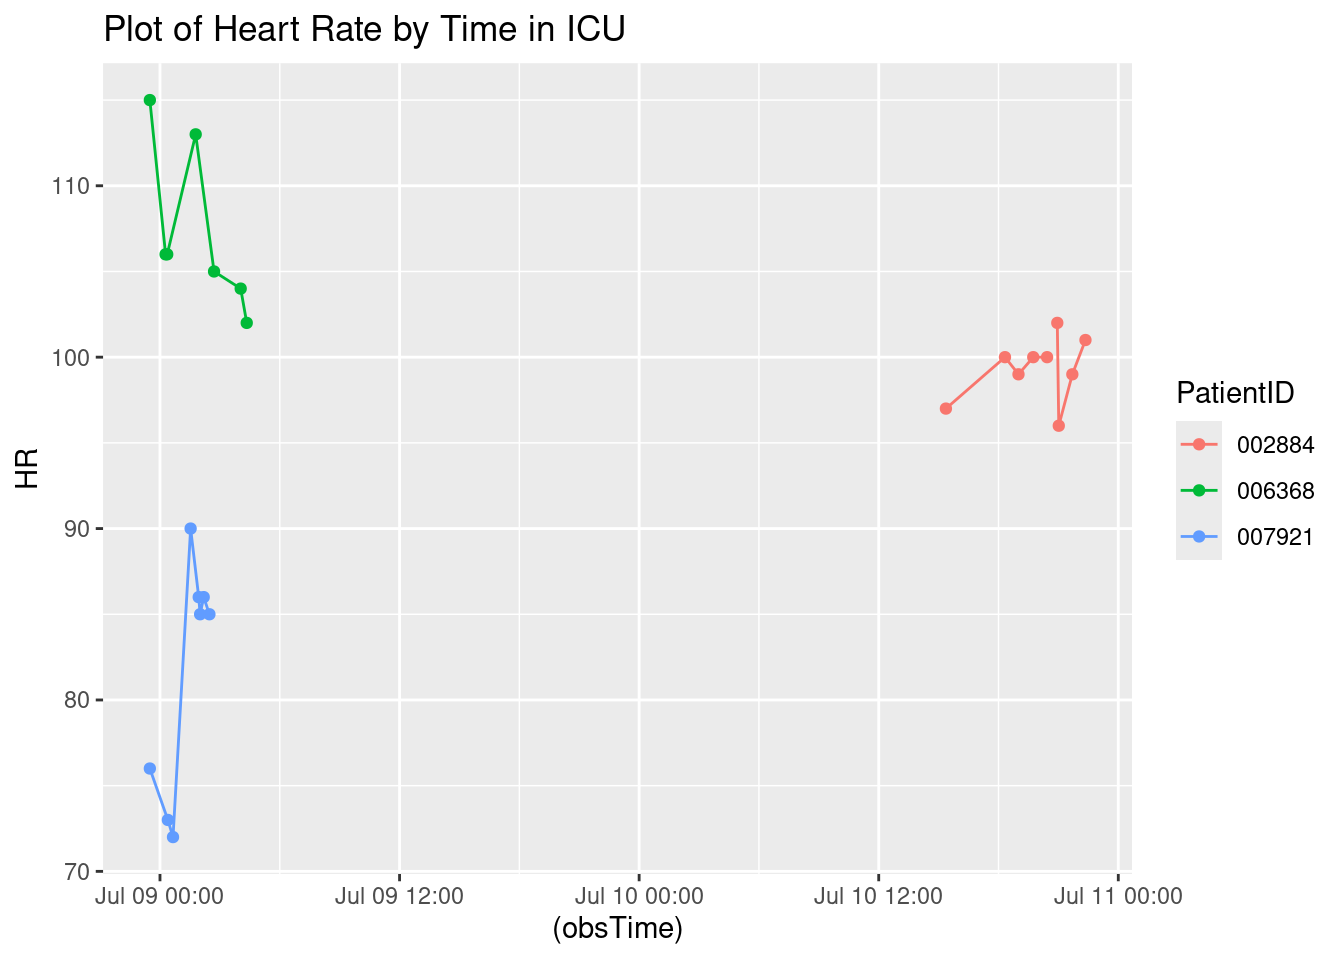 Plot of Heart Rate by Time in ICU
HR
110
100
90
80
70
Jul 09 00:00 Jul 09 12:00 Jul 10 00:00 Jul 10 12:00 Jul 11 00:00
(obsTime)
PatientID
002884
006368
007921